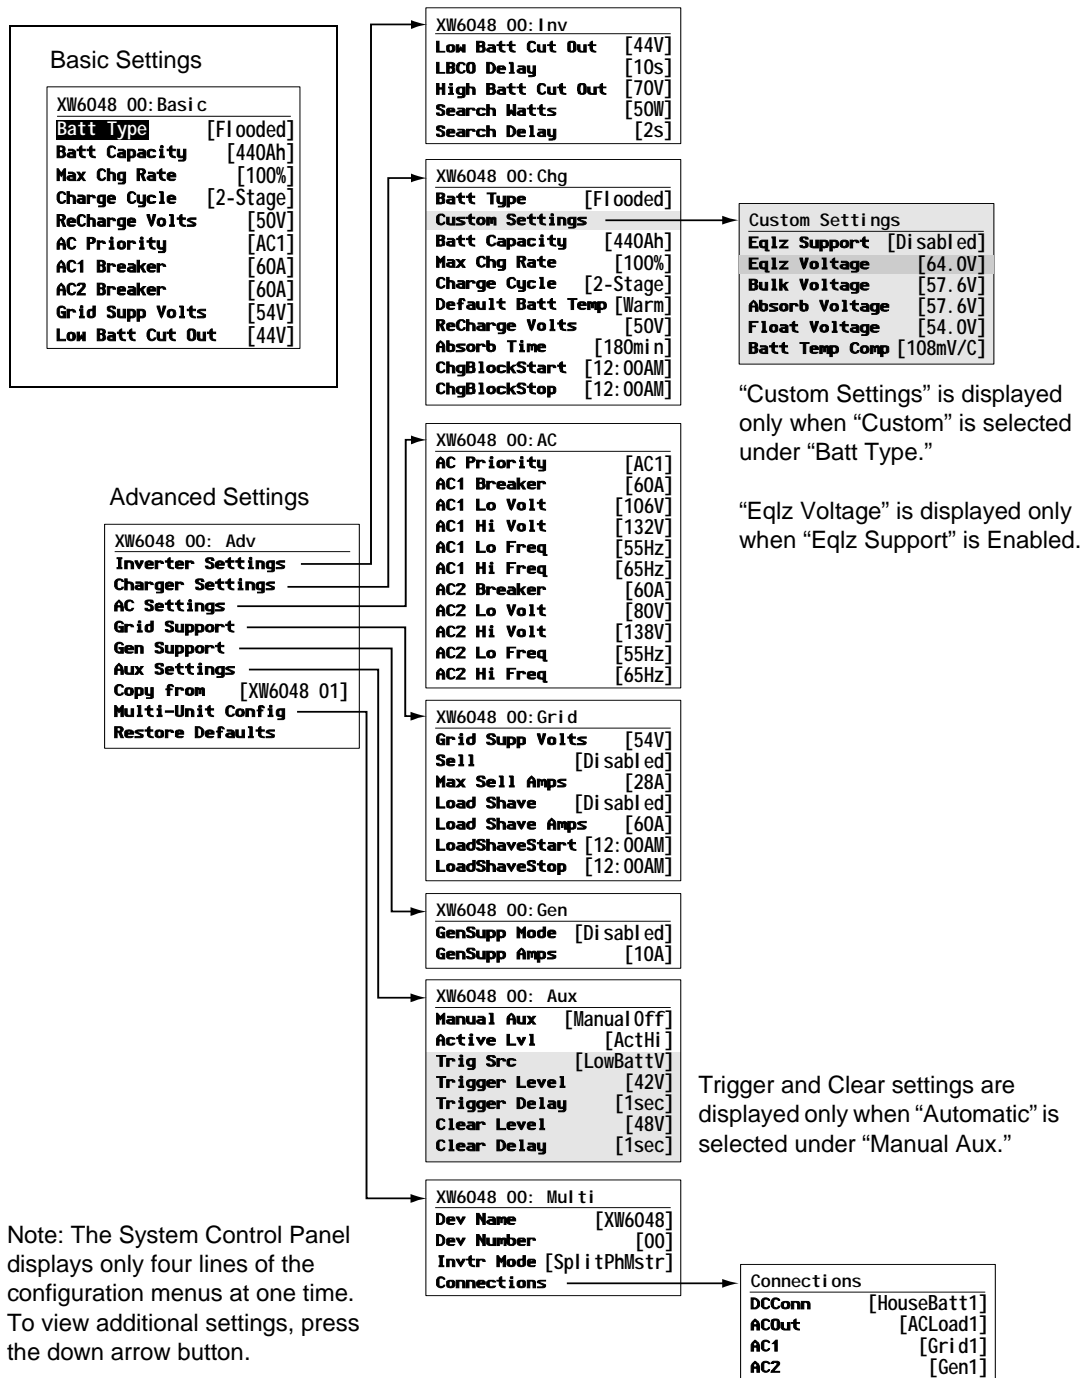 Basic Settings
XW6048 00:Basic
Batt Type [Flooded]
Batt Capacity [440Ah]
Max Chg Rate [100%]
Charge Cycle [2-Stage]
ReCharge Volts [50V]
AC Priority [AC1]
AC1 Breaker [60A]
AC2 Breaker [60A]
Grid Supp Volts [54V]
Low Batt Cut Out [44V]
Advanced Settings
XW6048 00: Adv
Inverter Settings
Charger Settings
AC Settings
Grid Support
Gen Support
Aux Settings
Copy from [XW6048 01]
Multi-Unit Config
Restore Defaults
XW6048 00:Inv
Low Batt Cut Out [44V]
LBCO Delay [10s]
High Batt Cut Out [70V]
Search Watts [50W]
Search Delay [2s]
XW6048 00:Chg
Batt Type [Flooded]
Custom Settings
Batt Capacity [440Ah]
Max Chg Rate [100%]
Charge Cycle [2-Stage]
Default Batt Temp [Warm]
ReCharge Volts [50V]
Absorb Time [180min]
ChgBlockStart [12:00AM]
ChgBlockStop [12:00AM]
Custom Settings
Eqlz Support [Disabled]
Eqlz Voltage [64.0V]
Bulk Voltage [57.6V]
Absorb Voltage [57.6V]
Float Voltage [54.0V]
Batt Temp Comp [108mV/C]
“Custom Settings” is displayed
only when “Custom” is selected
under “Batt Type.”
“Eqlz Voltage” is displayed only
when “Eqlz Support” is Enabled.
XW6048 00:AC
AC Priority [AC1]
AC1 Breaker [60A]
AC1 Lo Volt [106V]
AC1 Hi Volt [132V]
AC1 Lo Freq [55Hz]
AC1 Hi Freq [65Hz]
AC2 Breaker [60A]
AC2 Lo Volt [80V]
AC2 Hi Volt [138V]
AC2 Lo Freq [55Hz]
AC2 Hi Freq [65Hz]
XW6048 00:Grid
Grid Supp Volts [54V]
Sell [Disabled]
Max Sell Amps [28A]
Load Shave [Disabled]
Load Shave Amps [60A]
LoadShaveStart [12:00AM]
LoadShaveStop [12:00AM]
XW6048 00:Gen
GenSupp Mode [Disabled]
GenSupp Amps [10A]
XW6048 00: Aux
Manual Aux [ManualOff]
Active Lvl [ActHi]
Trig Src [LowBattV]
Trigger Level [42V]
Trigger Delay [1sec]
Clear Level [48V]
Clear Delay [1sec]
Trigger and Clear settings are
displayed only when “Automatic” is
selected under “Manual Aux.”
XW6048 00: Multi
Dev Name [XW6048]
Dev Number [00]
Invtr Mode [SplitPhMstr]
Connections
Connections
DCConn [HouseBatt1]
ACOut [ACLoad1]
AC1 [Grid1]
AC2 [Gen1]
Note: The System Control Panel
displays only four lines of the
configuration menus at one time.
To view additional settings, press
the down arrow button.